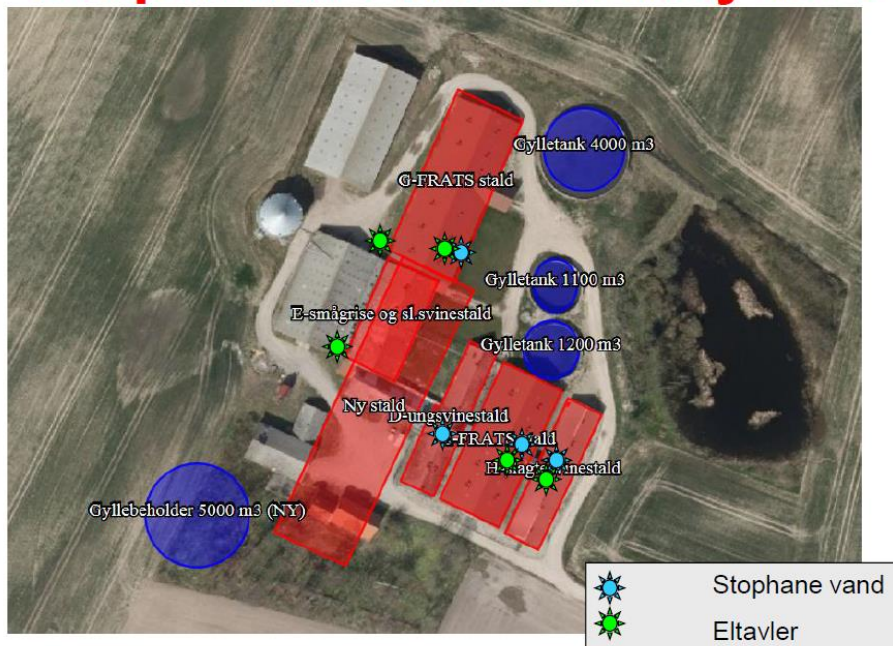 Gylletank 4000 m3
G-FRATS stald
Gylletank 1100 m3
E-smågrise og sl.svinestald
Gylletank 1200 m3
Ny stald
D-ungsvinestald
-FRATS stald
Gyllebeholder 5000 m3 (NY)
Stophane vand
Eltavler